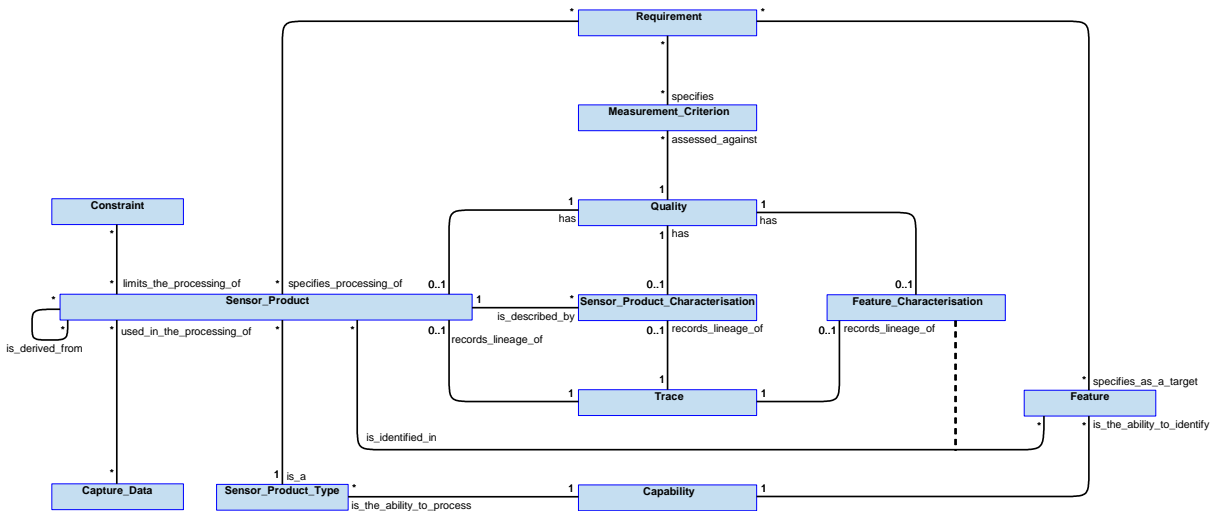 * Requirement *
*
* specifies
Measurement_Criterion
* assessed_against
1
1 Quality 1
has 1 has has
Constraint
*
* limits_the_processing_of
* specifies_processing_of
0..1 0..1 0..1
* Sensor_Product 1
* Sensor_Product_Characterisation
Feature_Characterisation
is_described_by
* * used_in_the_processing_of
* *
0..1 records_lineage_of
0..1 records_lineage_of
0..1 records_lineage_of
is_derived_from
1 1 1
Trace
* specifies_as_a_target
Feature
* * is_the_ability_to_identify
is_identified_in
* 1 is_a
Capture_Data
Sensor_Product_Type * 1 Capability 1
is_the_ability_to_process